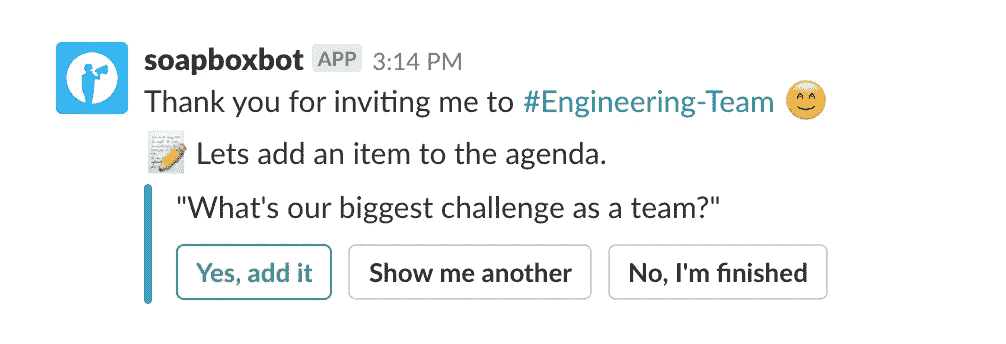 soapboxbot APP 3:14 PM
Thank you for inviting me to #Engineering-Team 😊
📝 Lets add an item to the agenda.
"What's our biggest challenge as a team?"
Yes, add it Show me another No, I'm finished